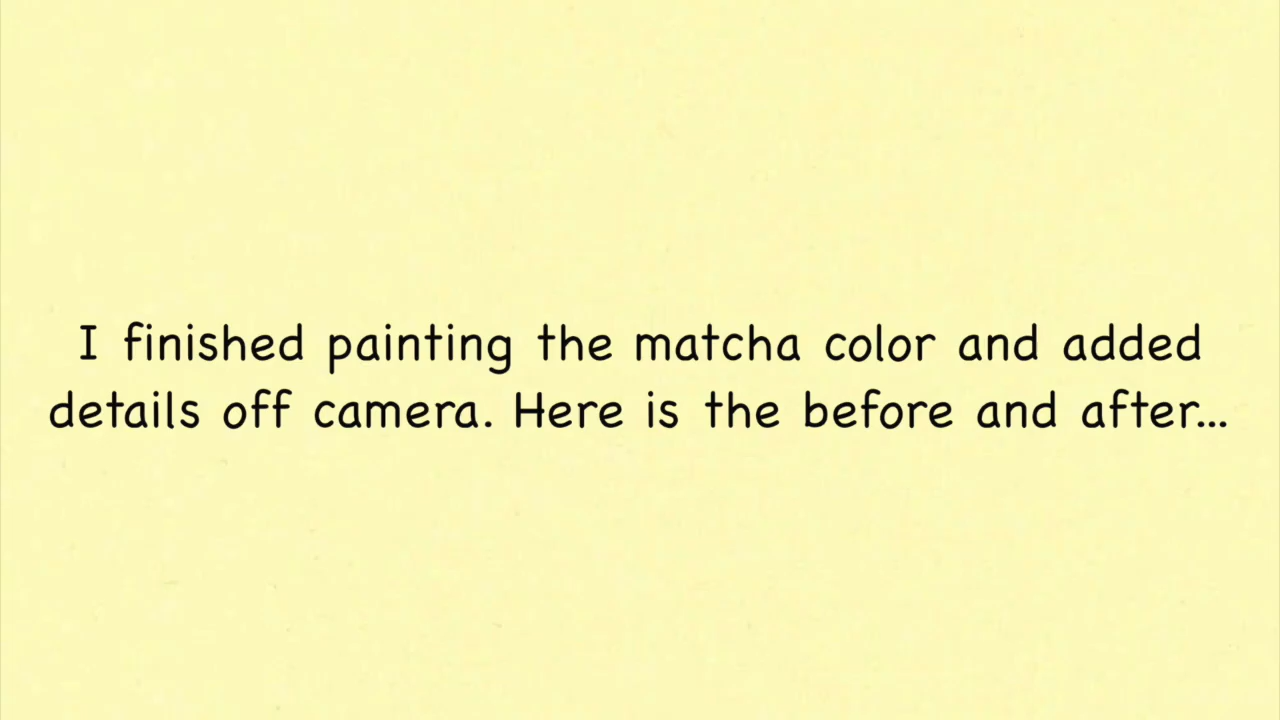 I finished painting the matcha color and added
details off camera. Here is the before and after...